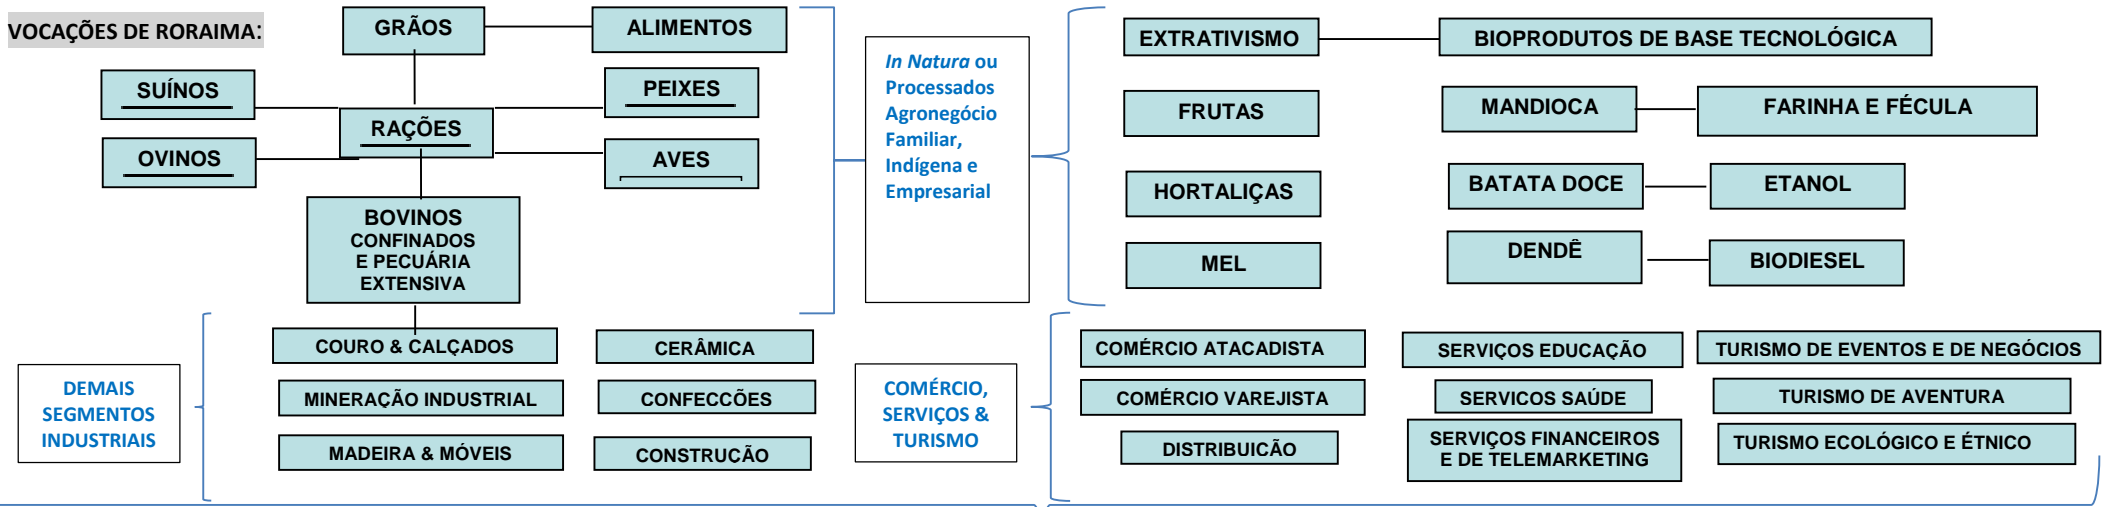 VOCAÇÕES DE RORAIMA:
GRÃOS
ALIMENTOS
SUÍNOS
PEIXES
RAÇÕES
OVINOS
AVES
BOVINOS
CONFINADOS
E PECUÁRIA
EXTENSIVA
In Natura ou
Processados
Agronegócio
Familiar,
Indígena e
Empresarial
EXTRATIVISMO
BIOPRODUTOS DE BASE TECNOLÓGICA
FRUTAS
MANDIOCA
FARINHA E FÉCULA
HORTALIÇAS
BATATA DOCE
ETANOL
MEL
DENDÊ
BIODIESEL
DEMAIS
SEGMENTOS
INDUSTRIAIS
COURO & CALÇADOS
CERÂMICA
MINERAÇÃO INDUSTRIAL
CONFECCÕES
MADEIRA & MÓVEIS
CONSTRUCÃO
COMÉRCIO,
SERVIÇOS &
TURISMO
COMÉRCIO ATACADISTA
SERVIÇOS EDUCAÇÃO
TURISMO DE EVENTOS E DE NEGÓCIOS
COMÉRCIO VAREJISTA
SERVICOS SAÚDE
TURISMO DE AVENTURA
DISTRIBUICÃO
SERVIÇOS FINANCEIROS
E DE TELEMARKETING
TURISMO ECOLÓGICO E ÉTNICO